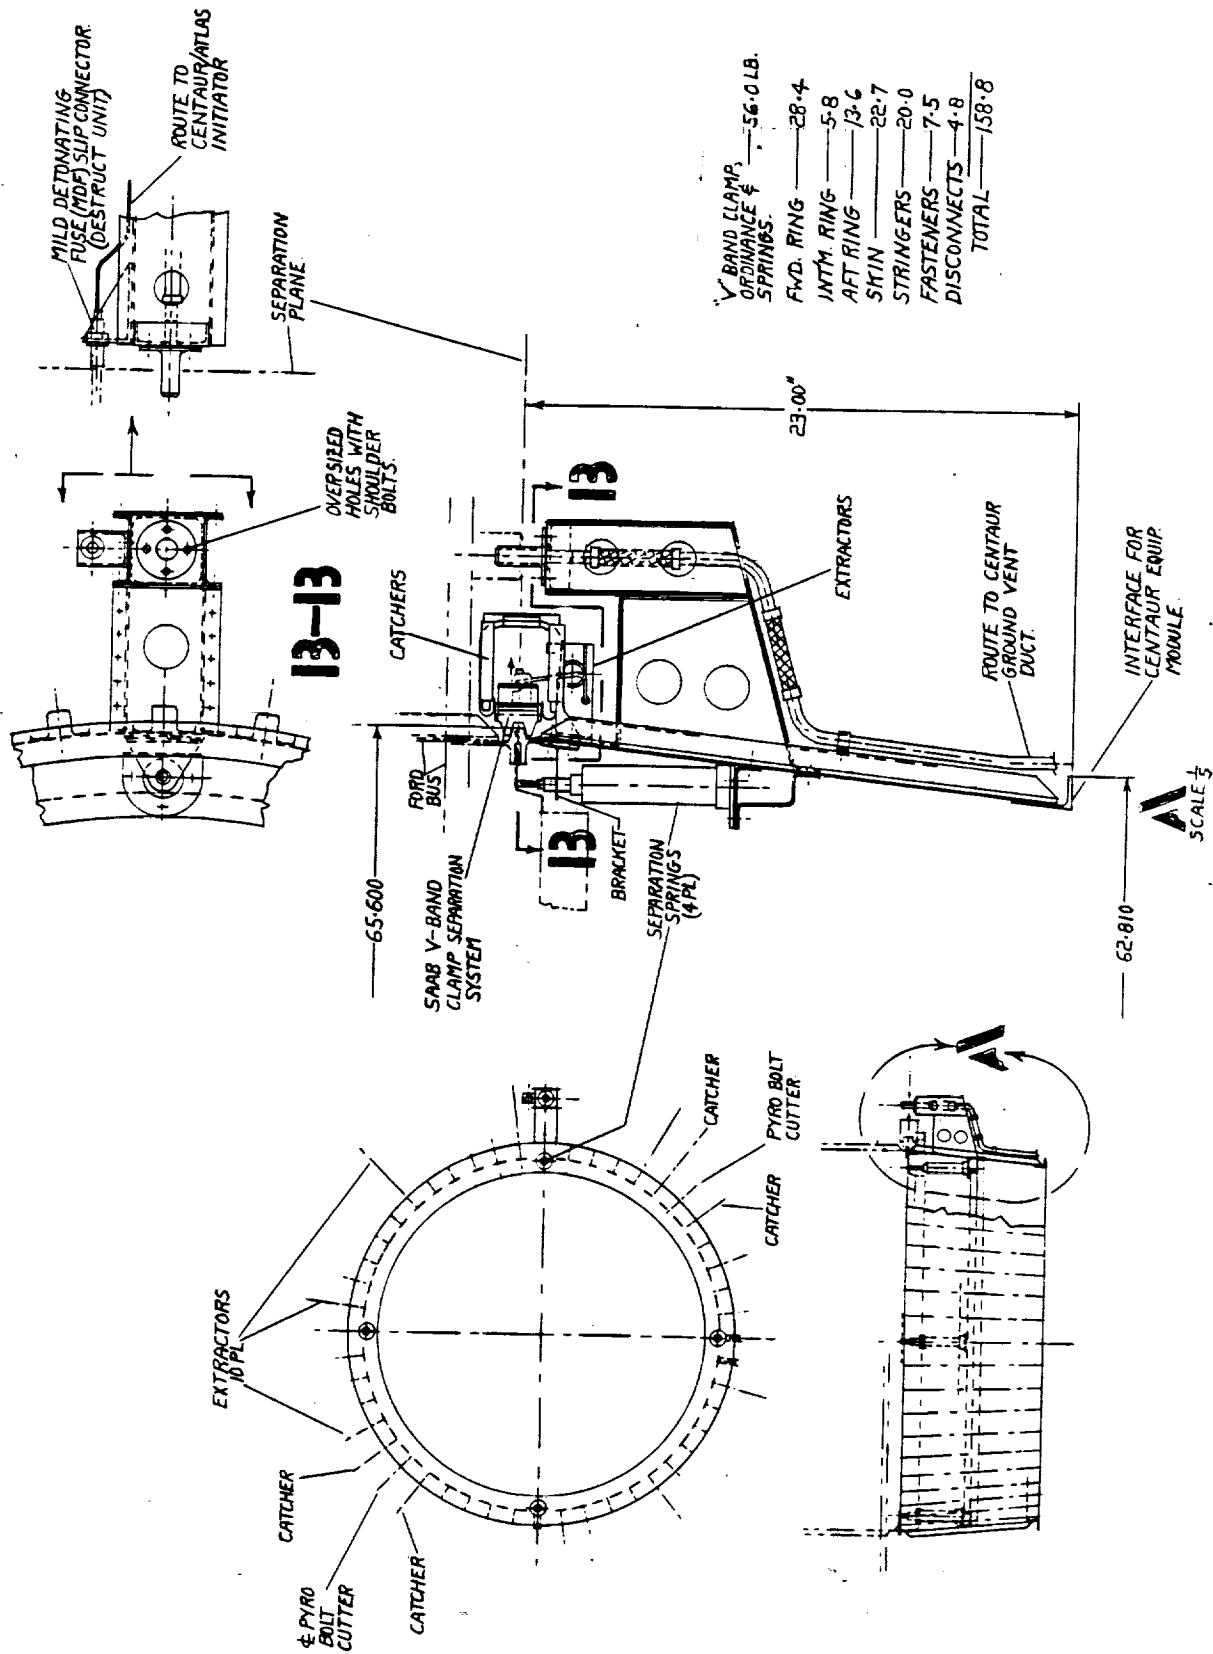 MILD DETONATING
FUSE (MDF) SLIP CONNECTOR
(DESTRUCT UNIT)
ROUTE TO
CENTAUR/ATLAS
INITIATOR
SEPARATION
PLANE
OVERSIZED
HOLES WITH
SHOULDER
BOLTS.
13-13
CATCHERS
13
EXTRACTORS
23.00"
65.600
FORD
BUS
SAAB V-BAND
CLAMP SEPARATION
SYSTEM
13
BRACKET
SEPARATION
SPRINGS
(4 PL)
ROUTE TO CENTAUR
GROUND VENT
DUCT.
INTERFACE FOR
CENTAUR EQUIP.
MODULE.
62.810
A
SCALE 1/5
"V" BAND CLAMP,
ORDINANCE & 56.0 LB.
SPRINGS.
FWD. RING 28.4
INTM. RING 5.8
AFT RING 13.6
SKIN 22.7
STRINGERS 20.0
FASTENERS 7.5
DISCONNECTS 4.8
TOTAL 158.8
EXTRACTORS
10 PL.
CATCHER
℄ PYRO
BOLT
CUTTER
CATCHER
CATCHER
PYRO BOLT
CUTTER
CATCHER
A